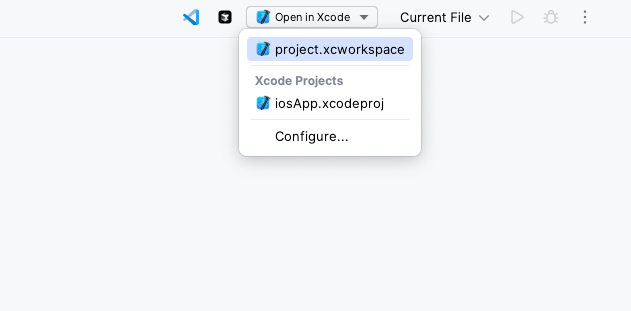 Open in Xcode
Current File
project.xcworkspace
Xcode Projects
iosApp.xcodeproj
Configure...